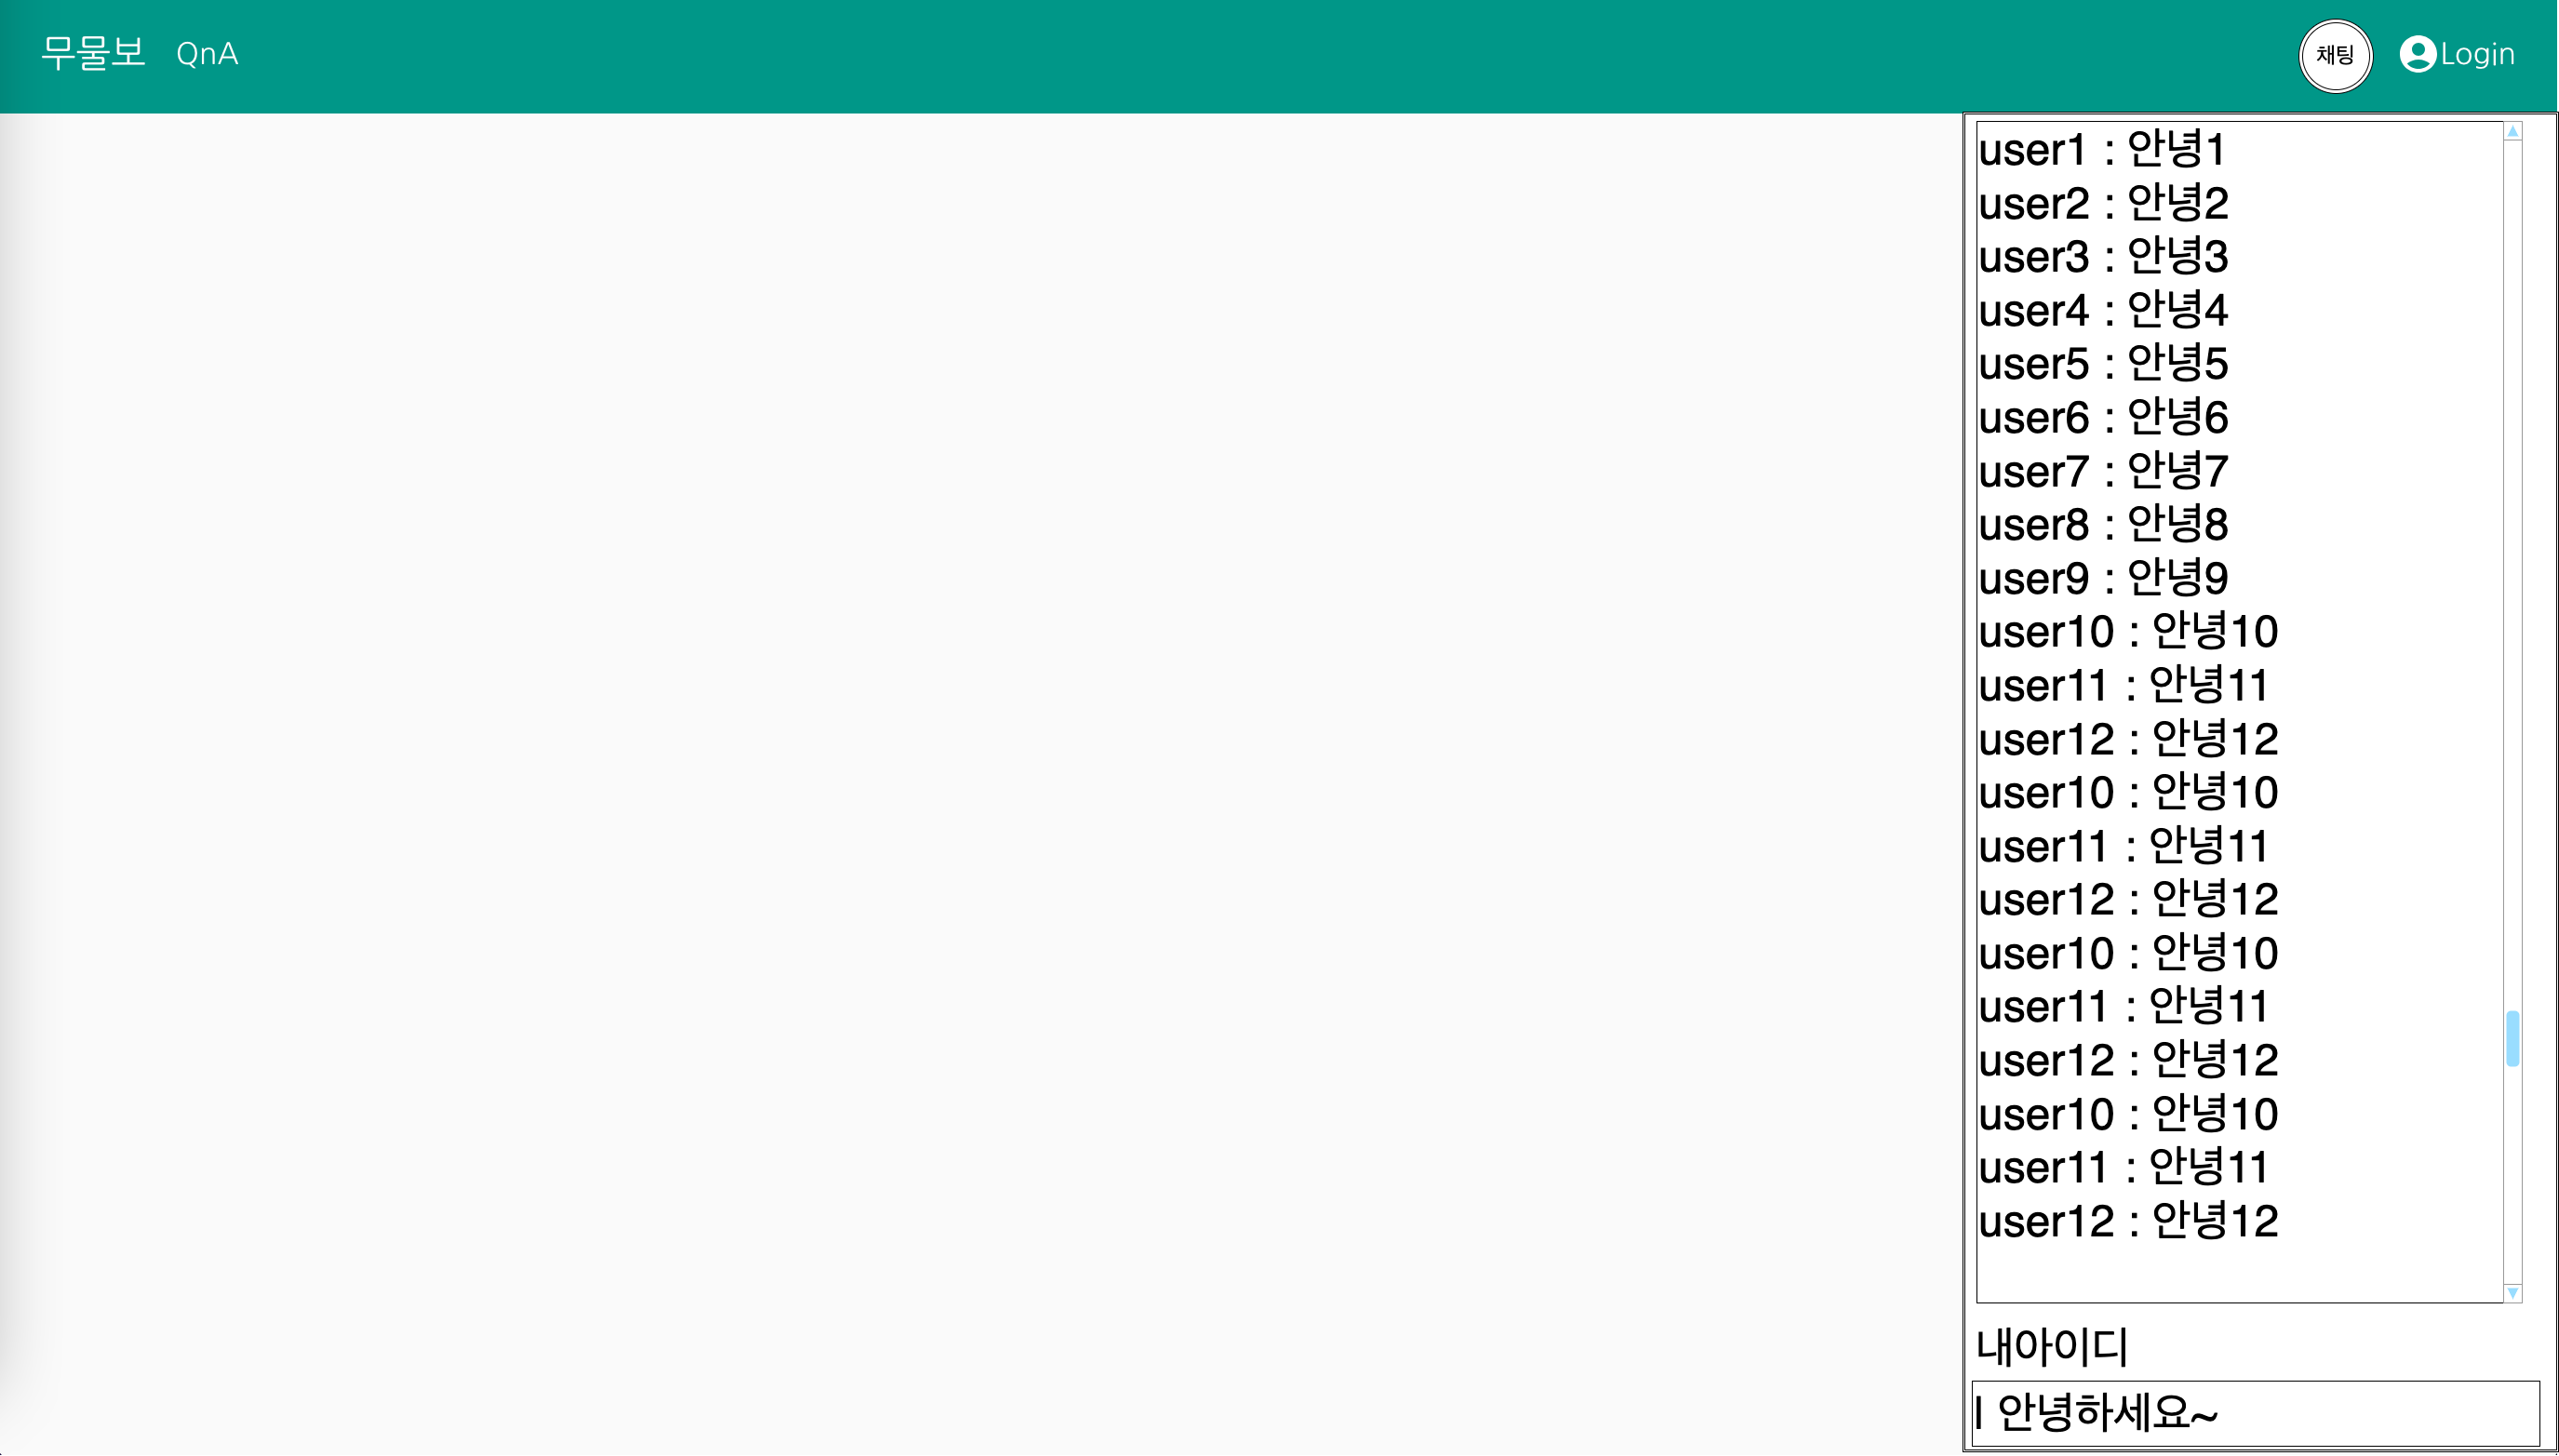 무물보 QnA 채팅 Login
user1 : 안녕1
user2 : 안녕2
user3 : 안녕3
user4 : 안녕4
user5 : 안녕5
user6 : 안녕6
user7 : 안녕7
user8 : 안녕8
user9 : 안녕9
user10 : 안녕10
user11 : 안녕11
user12 : 안녕12
user10 : 안녕10
user11 : 안녕11
user12 : 안녕12
user10 : 안녕10
user11 : 안녕11
user12 : 안녕12
user10 : 안녕10
user11 : 안녕11
user12 : 안녕12
내아이디
| 안녕하세요~